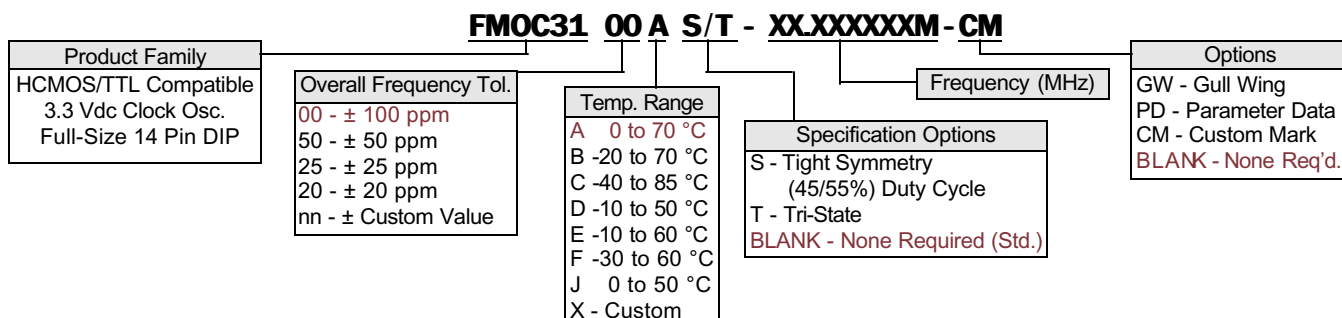 FMOC31 00 A S/T - XX.XXXXXXM - CM
Product Family
HCMOS/TTL Compatible
3.3 Vdc Clock Osc.
Full-Size 14 Pin DIP
Overall Frequency Tol.
00 - ± 100 ppm
50 - ± 50 ppm
25 - ± 25 ppm
20 - ± 20 ppm
nn - ± Custom Value
Temp. Range
A 0 to 70 °C
B -20 to 70 °C
C -40 to 85 °C
D -10 to 50 °C
E -10 to 60 °C
F -30 to 60 °C
J 0 to 50 °C
X - Custom
Specification Options
S - Tight Symmetry
(45/55%) Duty Cycle
T - Tri-State
BLANK - None Required (Std.)
Frequency (MHz)
Options
GW - Gull Wing
PD - Parameter Data
CM - Custom Mark
BLANK - None Req'd.